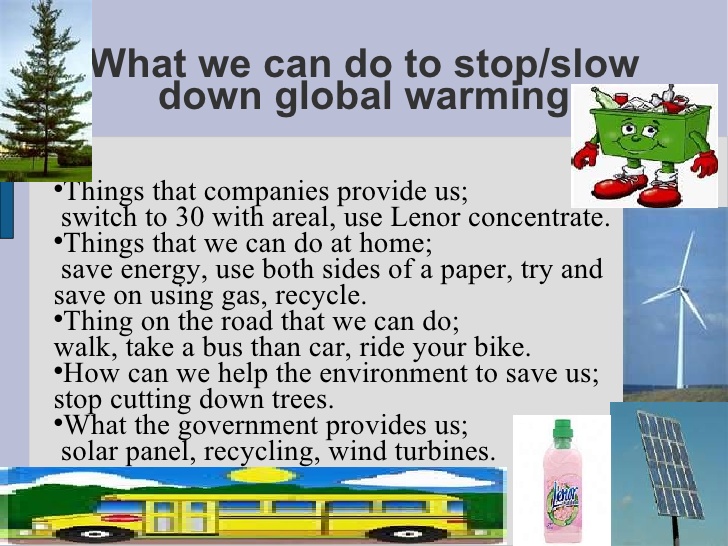 What we can do to stop/slow
down global warming
•Things that companies provide us;
switch to 30 with areal, use Lenor concentrate.
•Things that we can do at home;
save energy, use both sides of a paper, try and
save on using gas, recycle.
•Thing on the road that we can do;
walk, take a bus than car, ride your bike.
•How can we help the environment to save us;
stop cutting down trees.
•What the government provides us;
solar panel, recycling, wind turbines.
Lenor